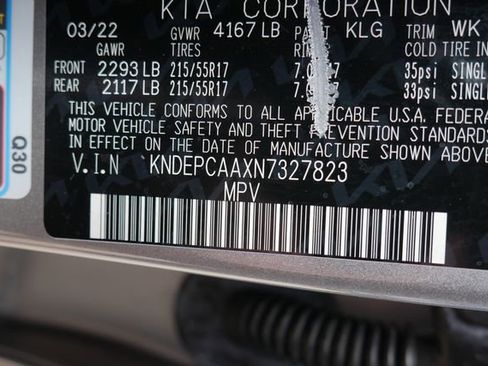 KIA CORPORATION
03/22 GVWR 4167 LB PAINT KLG TRIM WK
GAWR TIRES COLD TIRE IN
FRONT 2293 LB 215/55R17 35psi SINGL
REAR 2117 LB 215/55R17 33psi SINGL
THIS VEHICLE CONFORMS TO ALL APPLICABLE U.S.A. FEDERA
MOTOR VEHICLE SAFETY AND THEFT PREVENTION STANDARDS
IN EFFECT ON THE DATE OF MANUFACTURE SHOWN ABOVE
V.I.N KNDEPCAAXN7327823
MPV
Q30